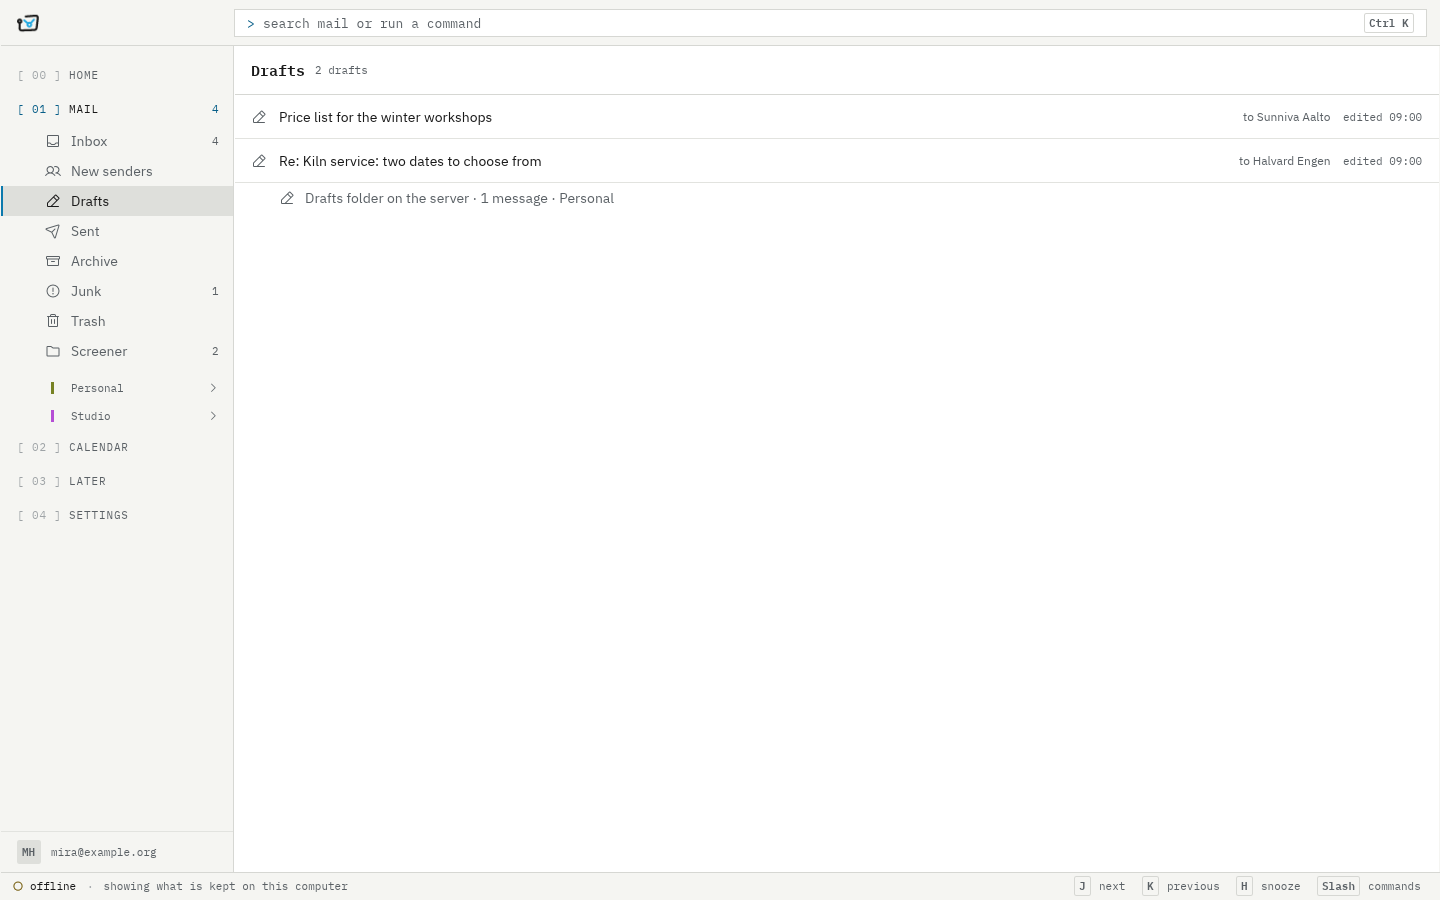 > search mail or run a command Ctrl K
[ 00 ] HOME
[ 01 ] MAIL 4
Inbox 4
New senders
Drafts
Sent
Archive
Junk 1
Trash
Screener 2
Personal
Studio
[ 02 ] CALENDAR
[ 03 ] LATER
[ 04 ] SETTINGS
MH mira@example.org
Drafts 2 drafts
Price list for the winter workshops to Sunniva Aalto edited 09:00
Re: Kiln service: two dates to choose from to Halvard Engen edited 09:00
Drafts folder on the server · 1 message · Personal
offline · showing what is kept on this computer J next K previous H snooze Slash commands